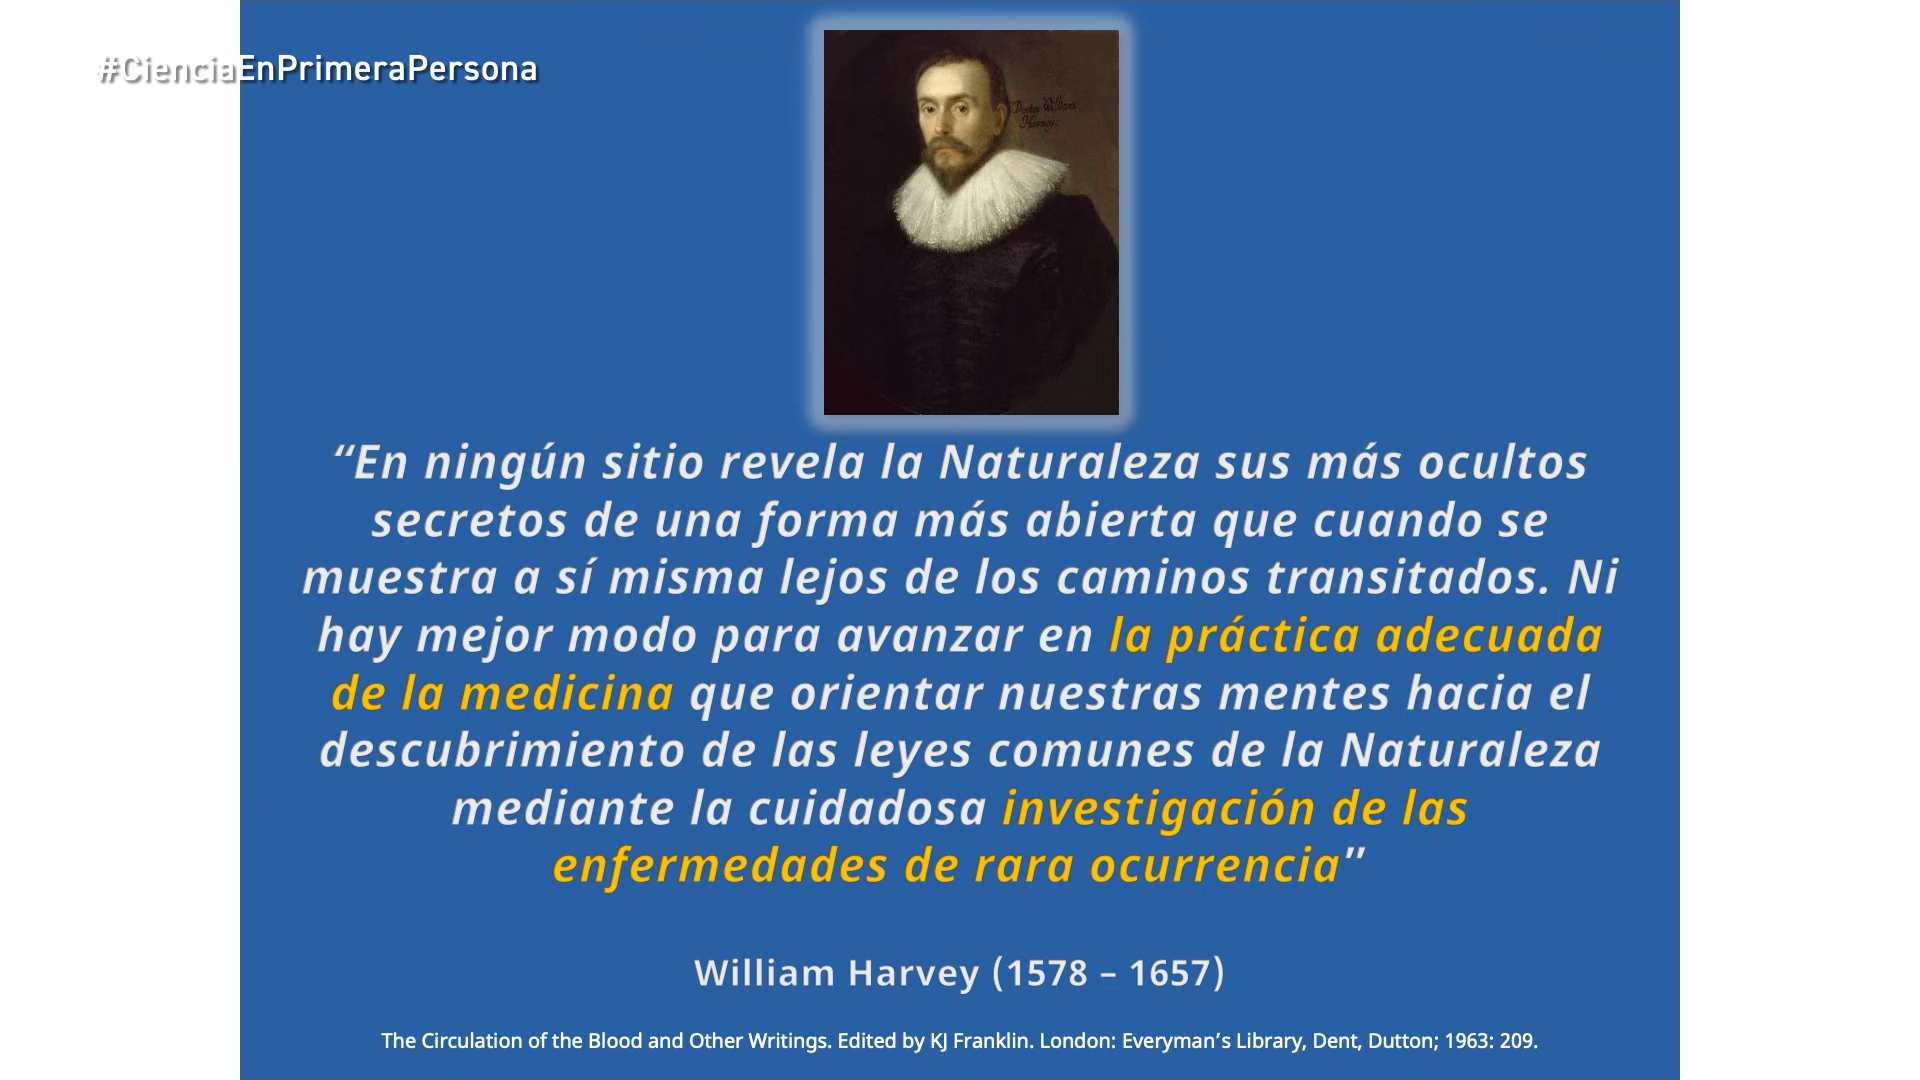 #CienciaEnPrimeraPersona
Doctor William
Harvey:
“En ningún sitio revela la Naturaleza sus más ocultos
secretos de una forma más abierta que cuando se
muestra a sí misma lejos de los caminos transitados. Ni
hay mejor modo para avanzar en la práctica adecuada
de la medicina que orientar nuestras mentes hacia el
descubrimiento de las leyes comunes de la Naturaleza
mediante la cuidadosa investigación de las
enfermedades de rara ocurrencia”
William Harvey (1578 – 1657)
The Circulation of the Blood and Other Writings. Edited by KJ Franklin. London: Everyman’s Library, Dent, Dutton; 1963: 209.